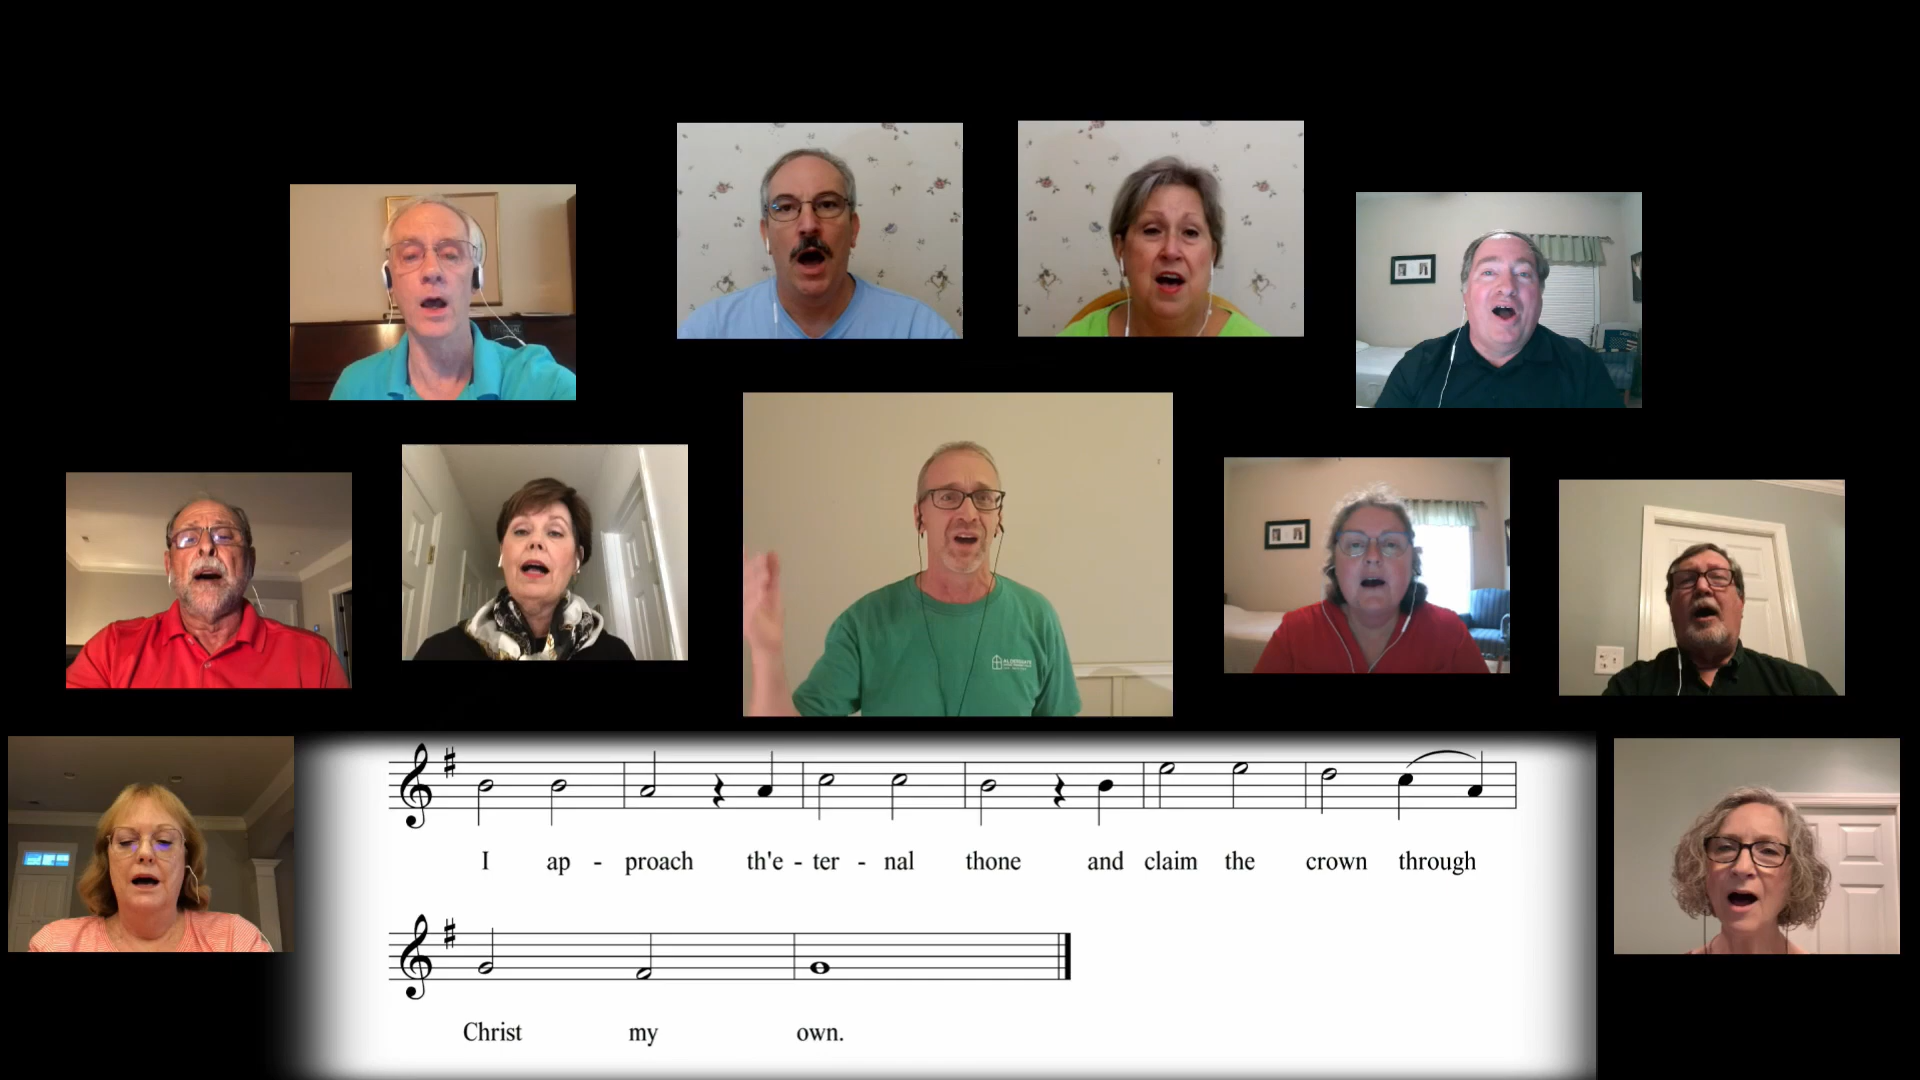 I ap - proach th'e - ter - nal thone and claim the crown through
Christ my own.